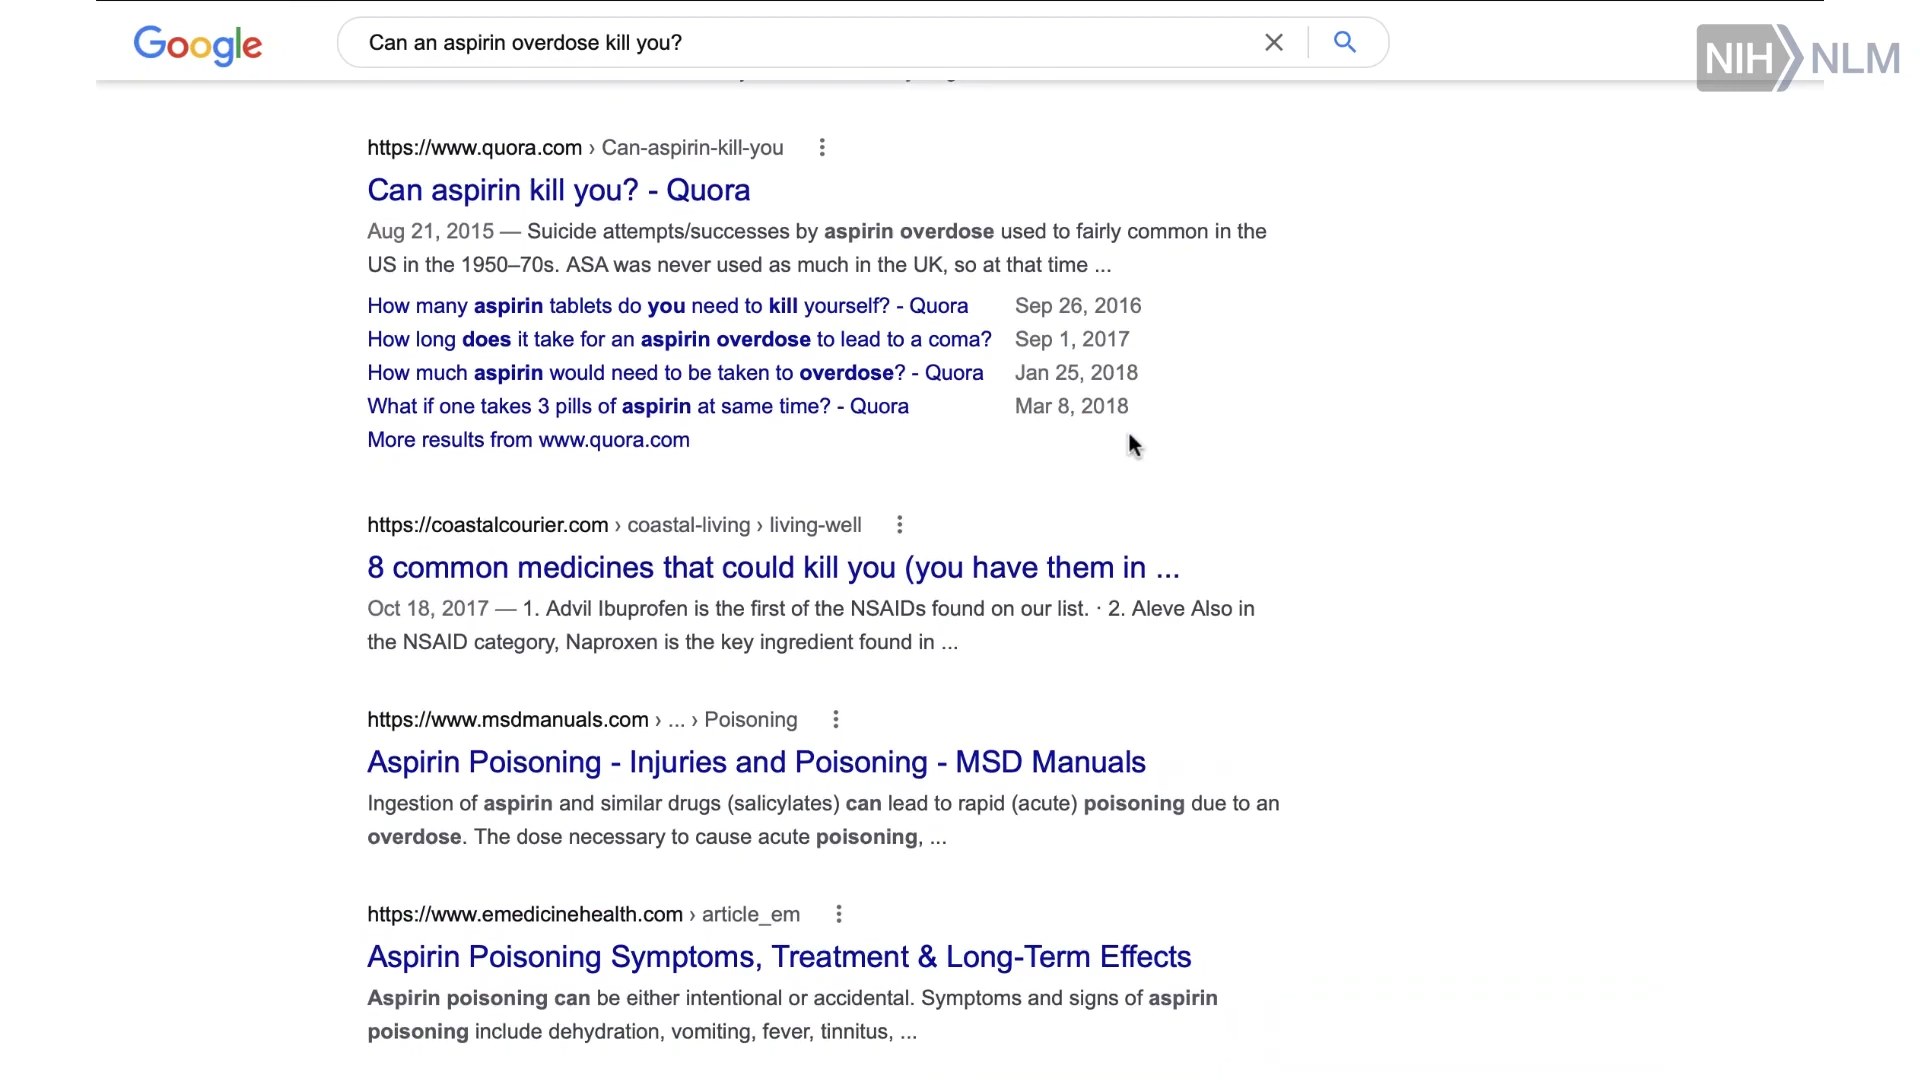 Google
Can an aspirin overdose kill you?
NIH NLM
https://www.quora.com › Can-aspirin-kill-you
Can aspirin kill you? - Quora
Aug 21, 2015 — Suicide attempts/successes by aspirin overdose used to fairly common in the
US in the 1950–70s. ASA was never used as much in the UK, so at that time ...
How many aspirin tablets do you need to kill yourself? - Quora Sep 26, 2016
How long does it take for an aspirin overdose to lead to a coma? Sep 1, 2017
How much aspirin would need to be taken to overdose? - Quora Jan 25, 2018
What if one takes 3 pills of aspirin at same time? - Quora Mar 8, 2018
More results from www.quora.com
https://coastalcourier.com › coastal-living › living-well
8 common medicines that could kill you (you have them in ...
Oct 18, 2017 — 1. Advil Ibuprofen is the first of the NSAIDs found on our list. · 2. Aleve Also in
the NSAID category, Naproxen is the key ingredient found in ...
https://www.msdmanuals.com › ... › Poisoning
Aspirin Poisoning - Injuries and Poisoning - MSD Manuals
Ingestion of aspirin and similar drugs (salicylates) can lead to rapid (acute) poisoning due to an
overdose. The dose necessary to cause acute poisoning, ...
https://www.emedicinehealth.com › article_em
Aspirin Poisoning Symptoms, Treatment & Long-Term Effects
Aspirin poisoning can be either intentional or accidental. Symptoms and signs of aspirin
poisoning include dehydration, vomiting, fever, tinnitus, ...